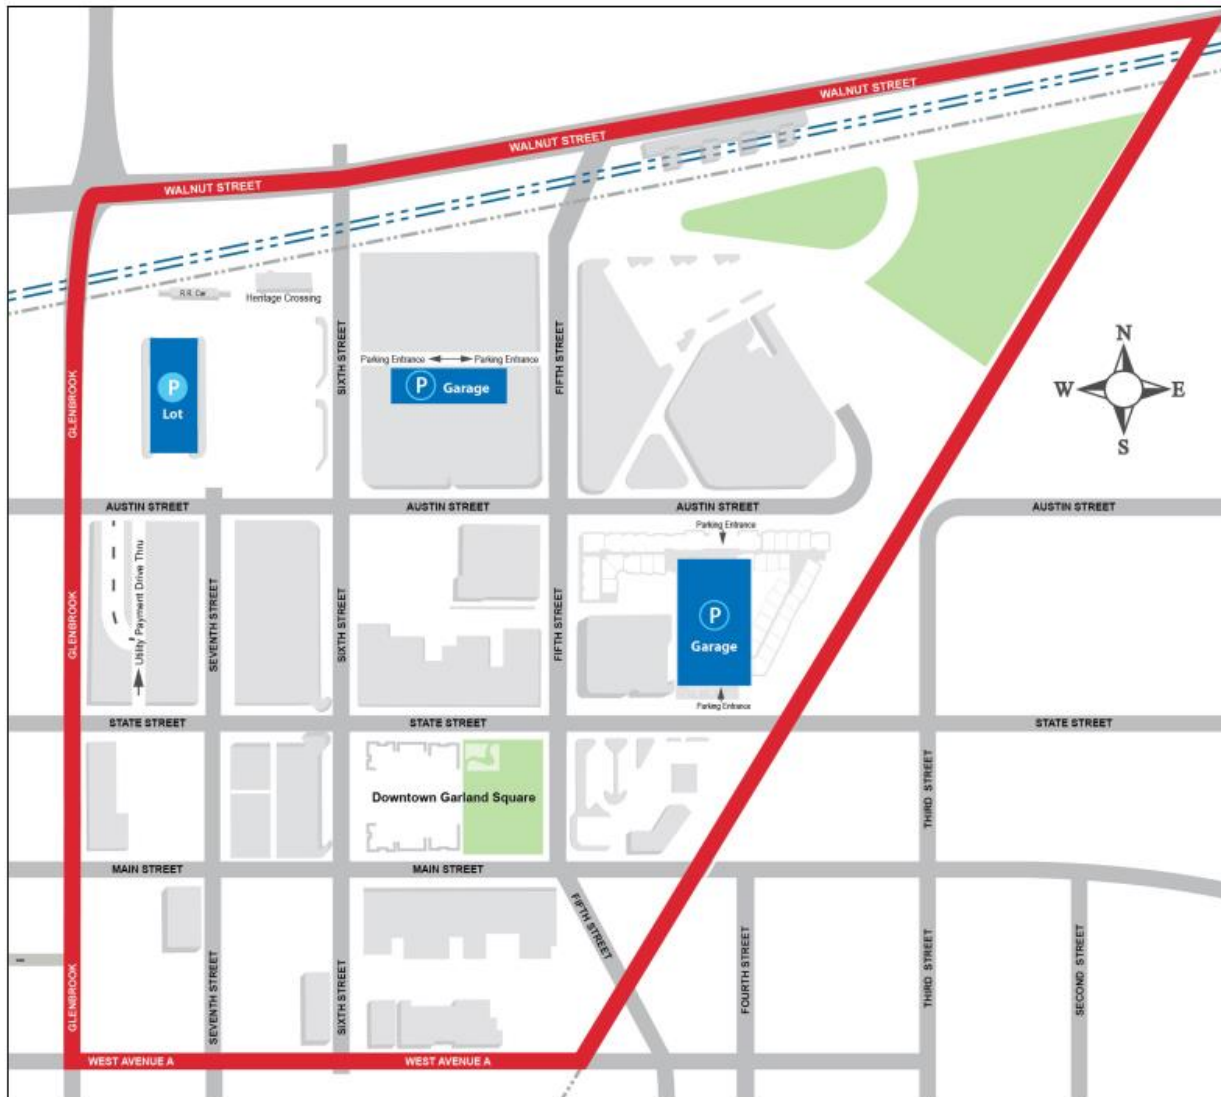 WALNUT STREET
WALNUT STREET
WALNUT STREET
R.R. Car
Heritage Crossing
N
W E
S
GLENBROOK
P
Lot
SIXTH STREET
Parking Entrance Parking Entrance
P Garage
FIFTH STREET
AUSTIN STREET
AUSTIN STREET
AUSTIN STREET
AUSTIN STREET
GLENBROOK
Utility Payment Drive Thru
SEVENTH STREET
SIXTH STREET
FIFTH STREET
Parking Entrance
P
Garage
Parking Entrance
STATE STREET
STATE STREET
STATE STREET
Downtown Garland Square
THIRD STREET
MAIN STREET
MAIN STREET
GLENBROOK
SEVENTH STREET
SIXTH STREET
FIFTH STREET
FOURTH STREET
THIRD STREET
SECOND STREET
WEST AVENUE A
WEST AVENUE A